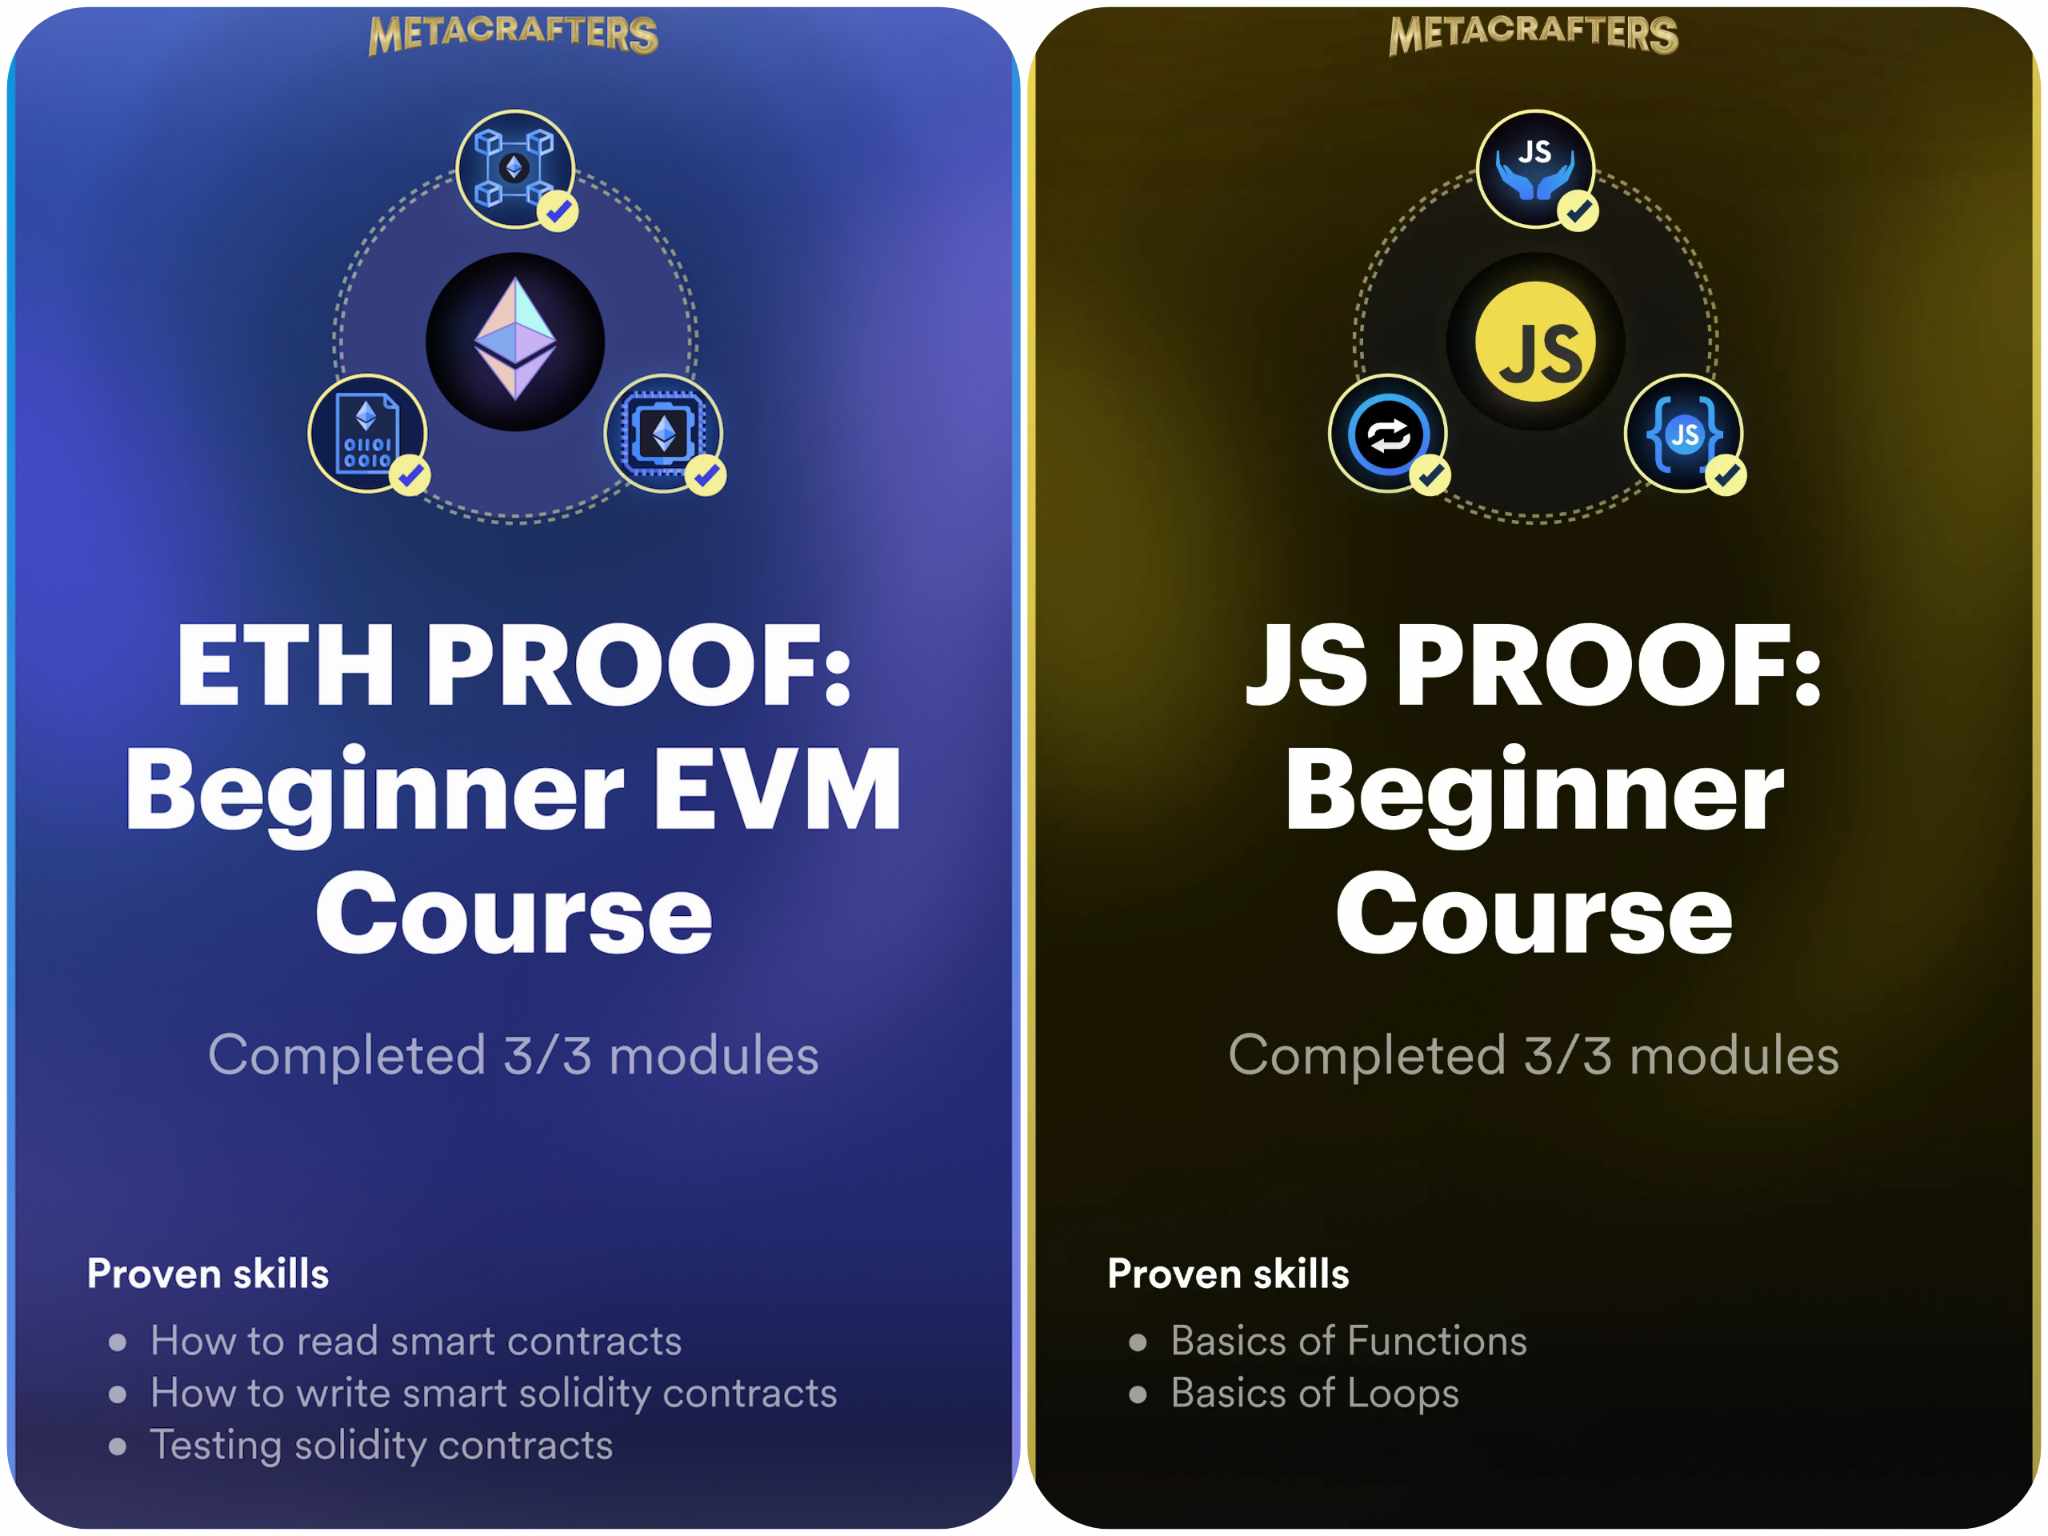 METACRAFTERS
01101
0010
ETH PROOF:
Beginner EVM
Course
Completed 3/3 modules
Proven skills
How to read smart contracts
How to write smart solidity contracts
Testing solidity contracts
METACRAFTERS
JS
JS
JS
JS PROOF:
Beginner
Course
Completed 3/3 modules
Proven skills
Basics of Functions
Basics of Loops